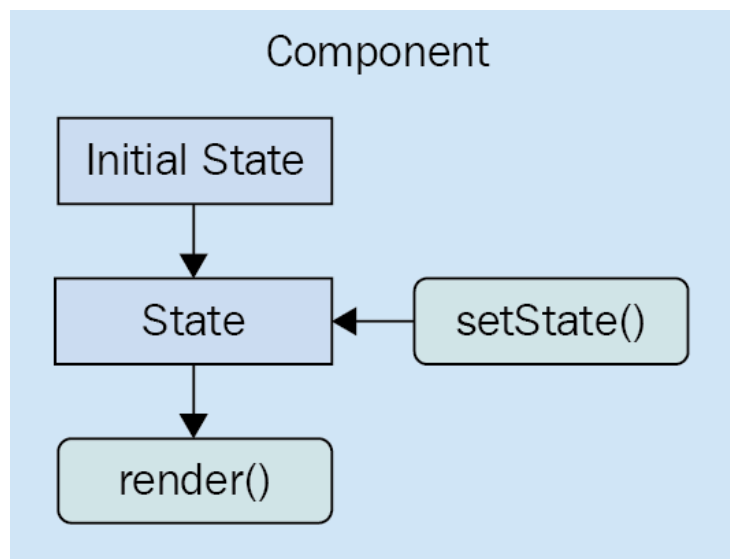 Component
Initial State
State
setState()
render()